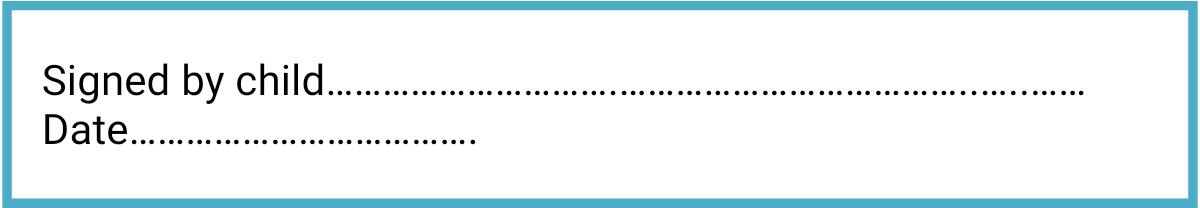 Signed by child……………………….…………………………….…..……
Date……………………………….